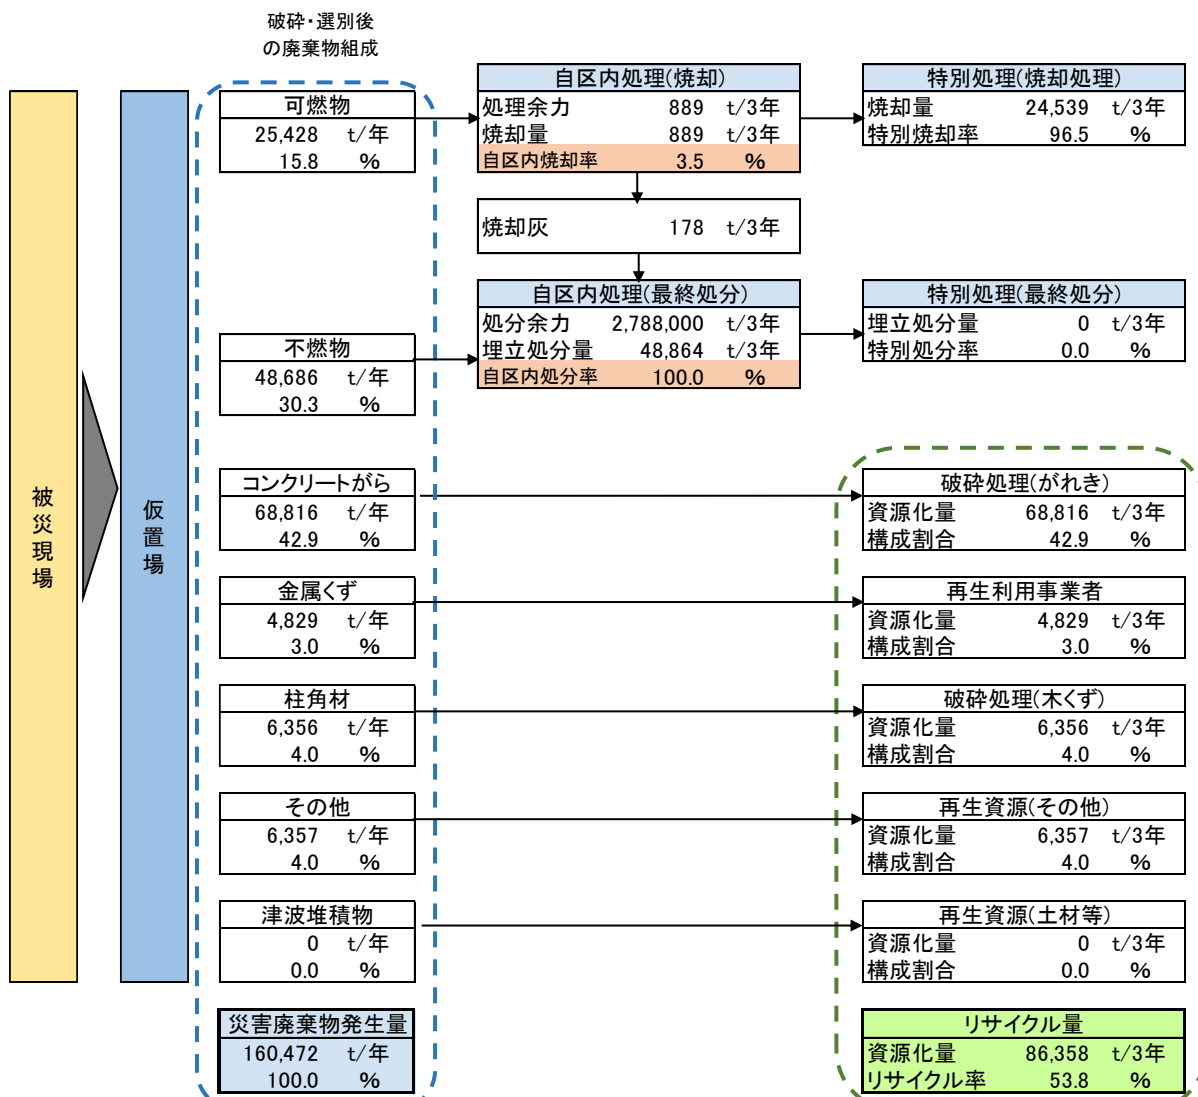 破砕・選別後
の廃棄物組成
被災現場
仮置場
可燃物
25,428 t/年
15.8 %
自区内処理(焼却)
処理余力 889 t/3年
焼却量 889 t/3年
自区内焼却率 3.5 %
特別処理(焼却処理)
焼却量 24,539 t/3年
特別焼却率 96.5 %
焼却灰 178 t/3年
不燃物
48,686 t/年
30.3 %
自区内処理(最終処分)
処分余力 2,788,000 t/3年
埋立処分量 48,864 t/3年
自区内処分率 100.0 %
特別処理(最終処分)
埋立処分量 0 t/3年
特別処分率 0.0 %
コンクリートがら
68,816 t/年
42.9 %
破砕処理(がれき)
資源化量 68,816 t/3年
構成割合 42.9 %
金属くず
4,829 t/年
3.0 %
再生利用事業者
資源化量 4,829 t/3年
構成割合 3.0 %
柱角材
6,356 t/年
4.0 %
破砕処理(木くず)
資源化量 6,356 t/3年
構成割合 4.0 %
その他
6,357 t/年
4.0 %
再生資源(その他)
資源化量 6,357 t/3年
構成割合 4.0 %
津波堆積物
0 t/年
0.0 %
再生資源(土材等)
資源化量 0 t/3年
構成割合 0.0 %
災害廃棄物発生量
160,472 t/年
100.0 %
リサイクル量
資源化量 86,358 t/3年
リサイクル率 53.8 %